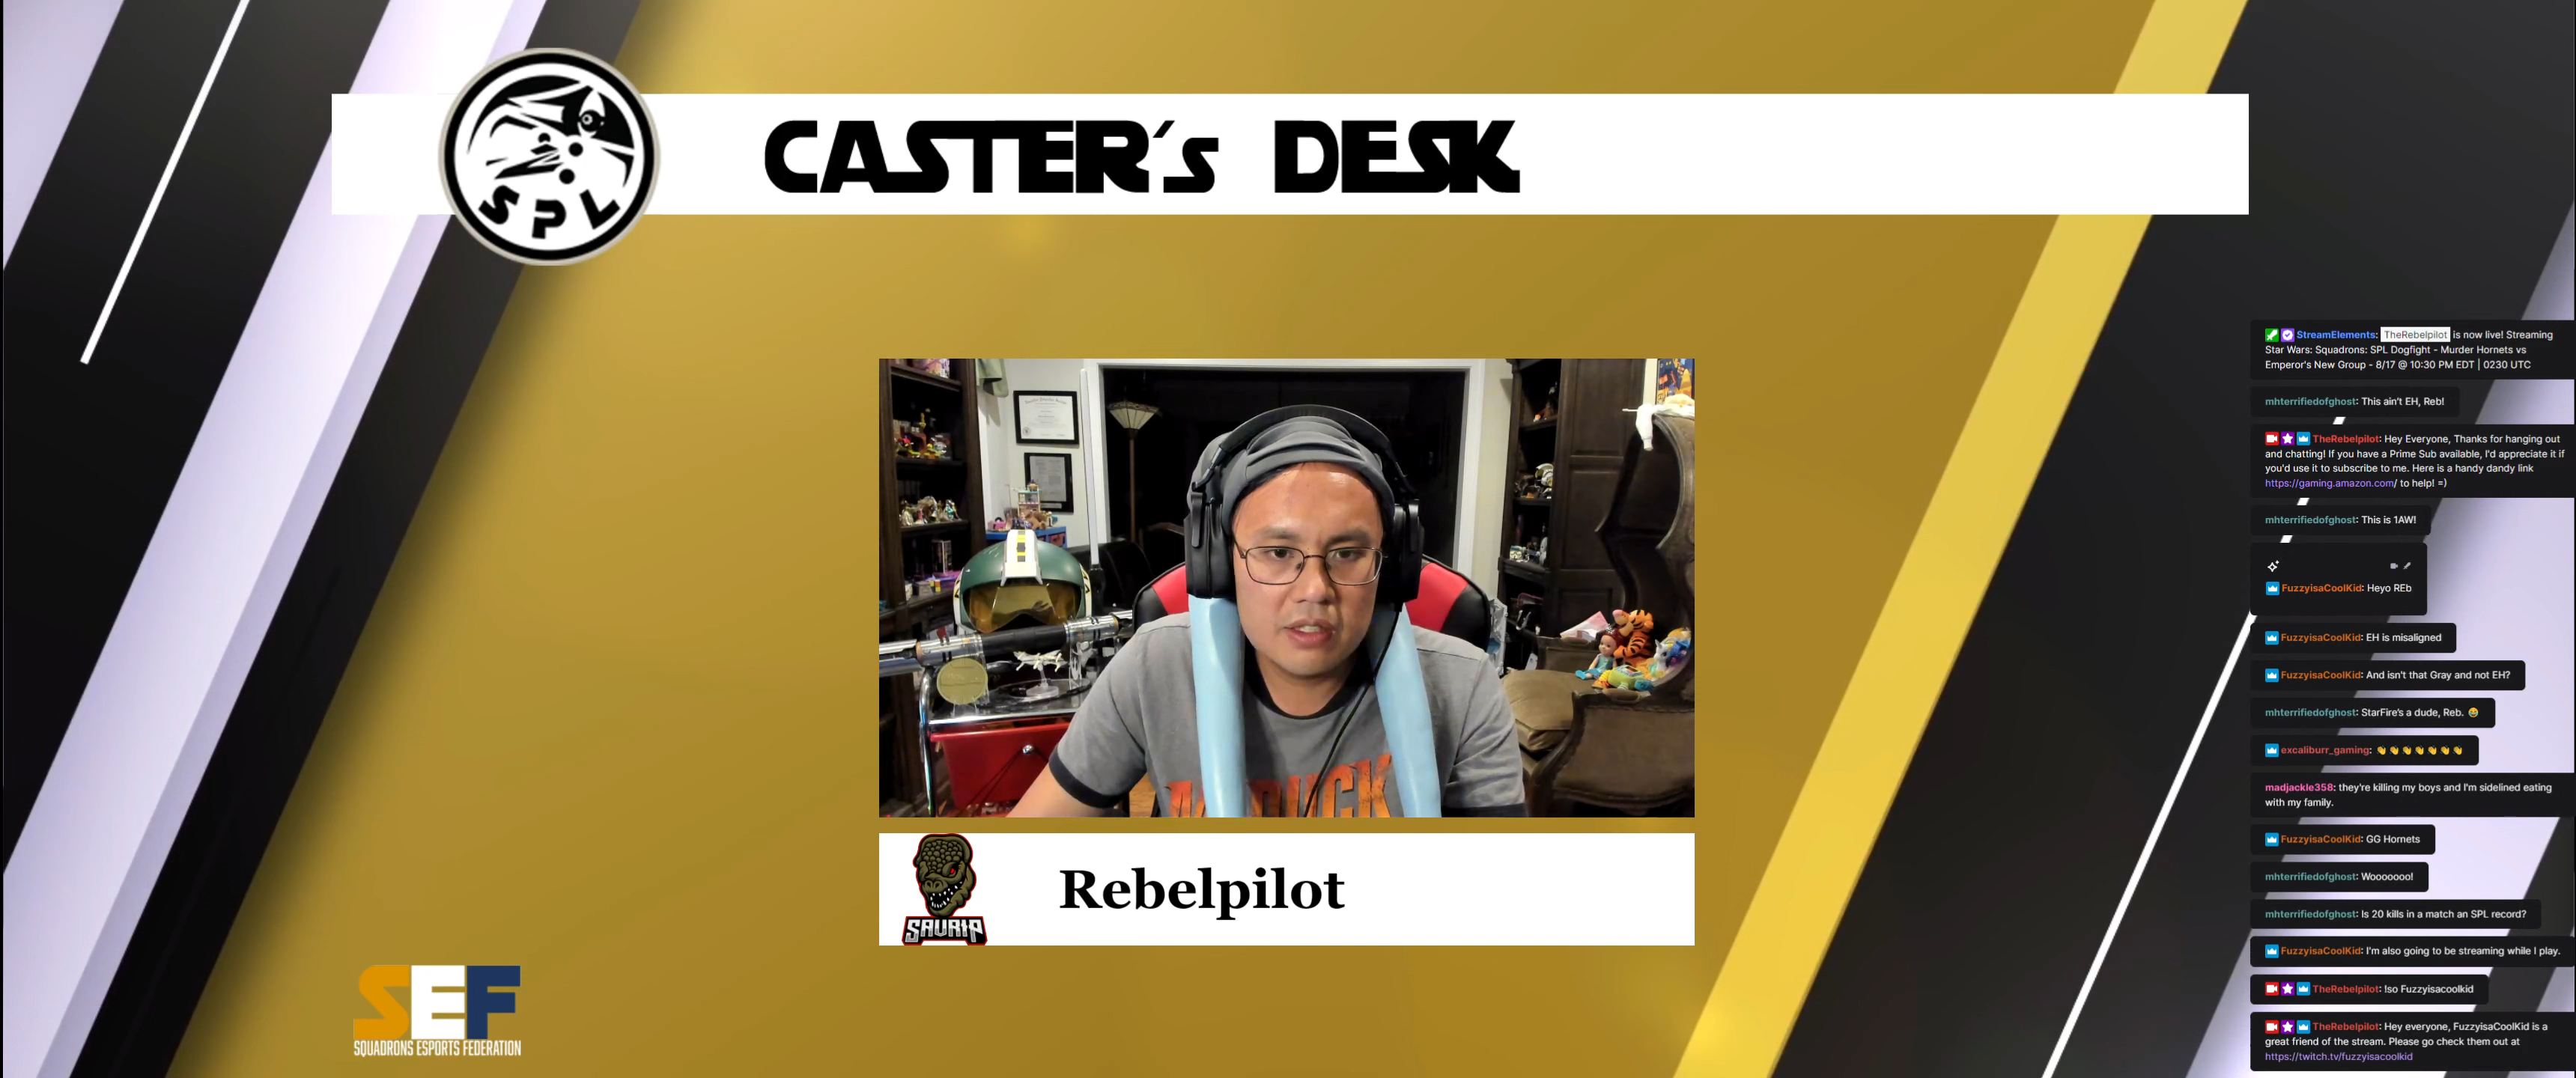 SPL
CASTER's DESK
StreamElements: TheRebelpilot is now live! Streaming
Star Wars: Squadrons: SPL Dogfight - Murder Hornets vs
Emperor's New Group - 8/17 @ 10:30 PM EDT | 0230 UTC
mhterrifiedofghost: This ain't EH, Reb!
TheRebelpilot: Hey Everyone, Thanks for hanging out
and chatting! If you have a Prime Sub available, I'd appreciate it if
you'd use it to subscribe to me. Here is a handy dandy link
https://gaming.amazon.com/ to help! =)
mhterrifiedofghost: This is 1AW!
FuzzyisaCoolKid: Heyo REb
FuzzyisaCoolKid: EH is misaligned
FuzzyisaCoolKid: And isn't that Gray and not EH?
mhterrifiedofghost: StarFire's a dude, Reb. 😂
excaliburr_gaming: 👏 👏 👏 👏 👏 👏 👏
madjackle358: they're killing my boys and I'm sidelined eating
with my family.
FuzzyisaCoolKid: GG Hornets
mhterrifiedofghost: Wooooooo!
mhterrifiedofghost: Is 20 kills in a match an SPL record?
FuzzyisaCoolKid: I'm also going to be streaming while I play.
TheRebelpilot: !so Fuzzyisacoolkid
TheRebelpilot: Hey everyone, FuzzyisaCoolKid is a
great friend of the stream. Please go check them out at
https://twitch.tv/fuzzyisacoolkid
SAURIP
Rebelpilot
SEF
SQUADRONS ESPORTS FEDERATION